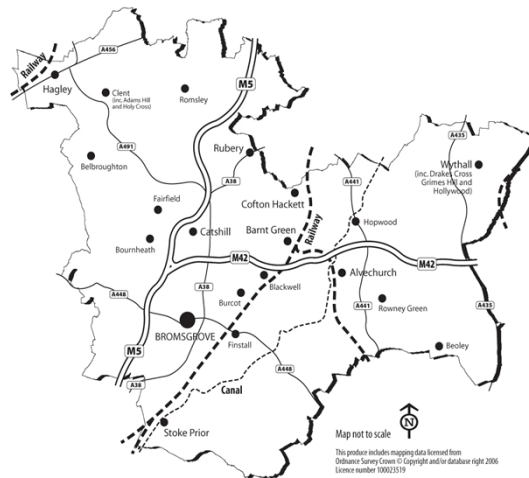 A456
Railway
Hagley
Clent
(inc. Adams Hill
and Holy Cross)
Romsley
M5
A435
A491
Rubery
Belbroughton
A38
A441
Wythall
(inc. Drakes Cross
Grimes Hill and
Hollywood)
Cofton Hackett
Fairfield
Hopwood
Catshill
Barnt Green
Bournheath
Railway
M42
M42
Alvechurch
Blackwell
A38
A448
Burcot
Rowney Green
A441
A435
BROMSGROVE
Finstall
M5
Beoley
A448
A38
Canal
Stoke Prior
N
Map not to scale
This produce includes mapping data licensed from
Ordnance Survey Crown © Copyright and/or database right 2006
Licence number 100023519